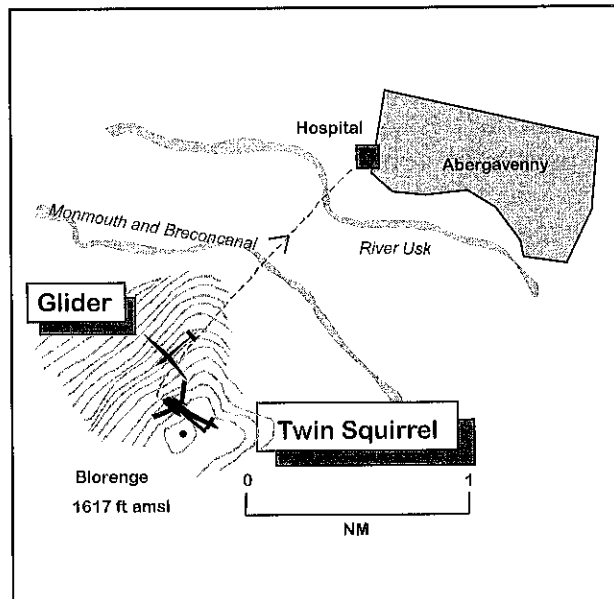 Hospital
Abergavenny
Monmouth and Breconcanal
River Usk
Glider
Twin Squirrel
Blorenge
1617 ft amsl
0 1
NM